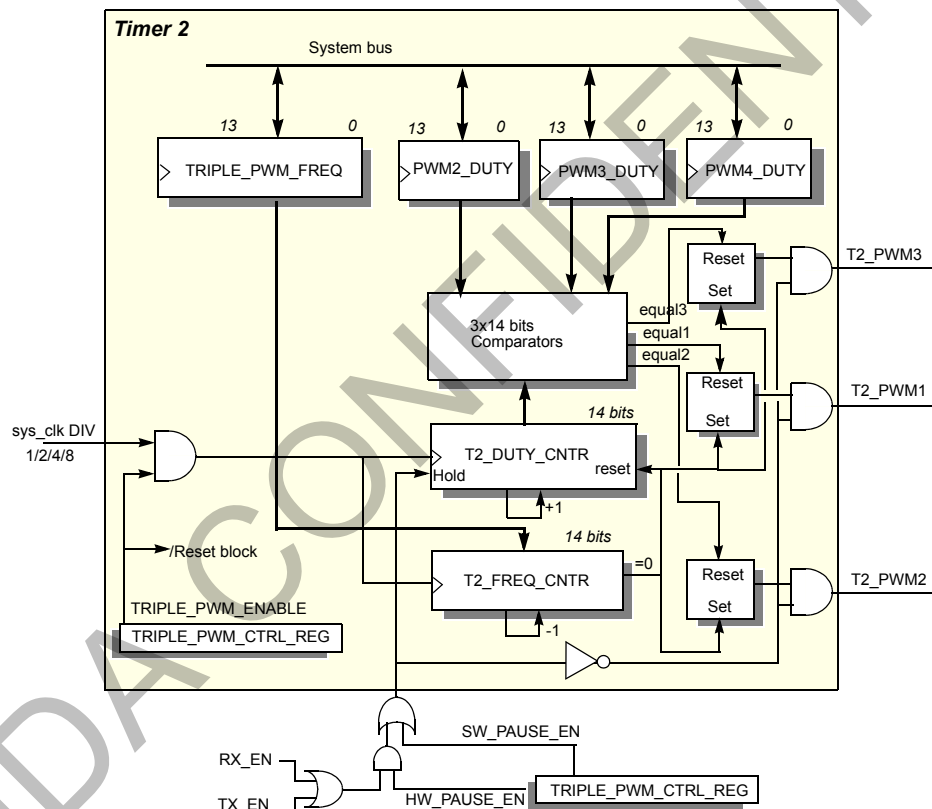 Timer 2
System bus
13 0
13 0
13 0
13 0
TRIPLE_PWM_FREQ
PWM2_DUTY
PWM3_DUTY
PWM4_DUTY
Reset
Set
T2_PWM3
3x14 bits
Comparators
equal3
equal1
equal2
Reset
Set
T2_PWM1
sys_clk DIV
1/2/4/8
14 bits
T2_DUTY_CNTR
reset
Hold
+1
/Reset block
14 bits
T2_FREQ_CNTR
=0
-1
Reset
Set
T2_PWM2
TRIPLE_PWM_ENABLE
TRIPLE_PWM_CTRL_REG
SW_PAUSE_EN
RX_EN
TX_EN
HW_PAUSE_EN
TRIPLE_PWM_CTRL_REG
DA CONFIDENT